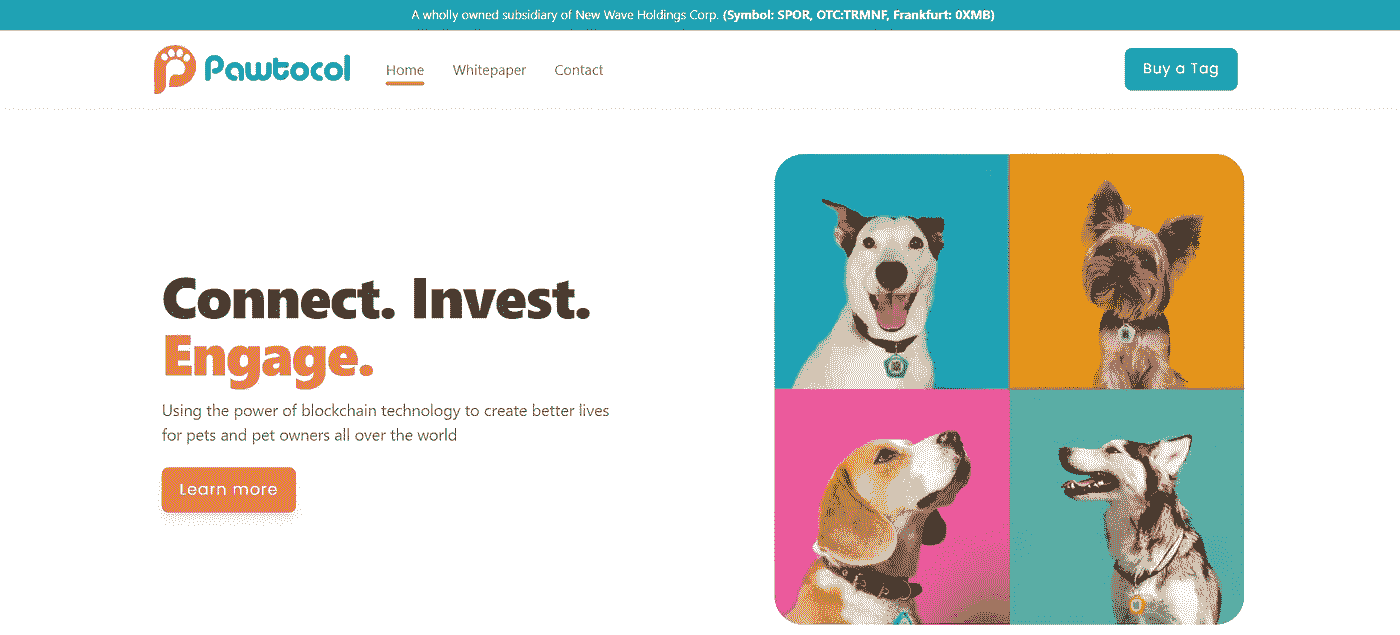 A wholly owned subsidiary of New Wave Holdings Corp. (Symbol: SPOR, OTC:TRMNF, Frankfurt: 0XMB)
Pawtocol Home Whitepaper Contact Buy a Tag
Connect. Invest.
Engage.
Using the power of blockchain technology to create better lives
for pets and pet owners all over the world
Learn more